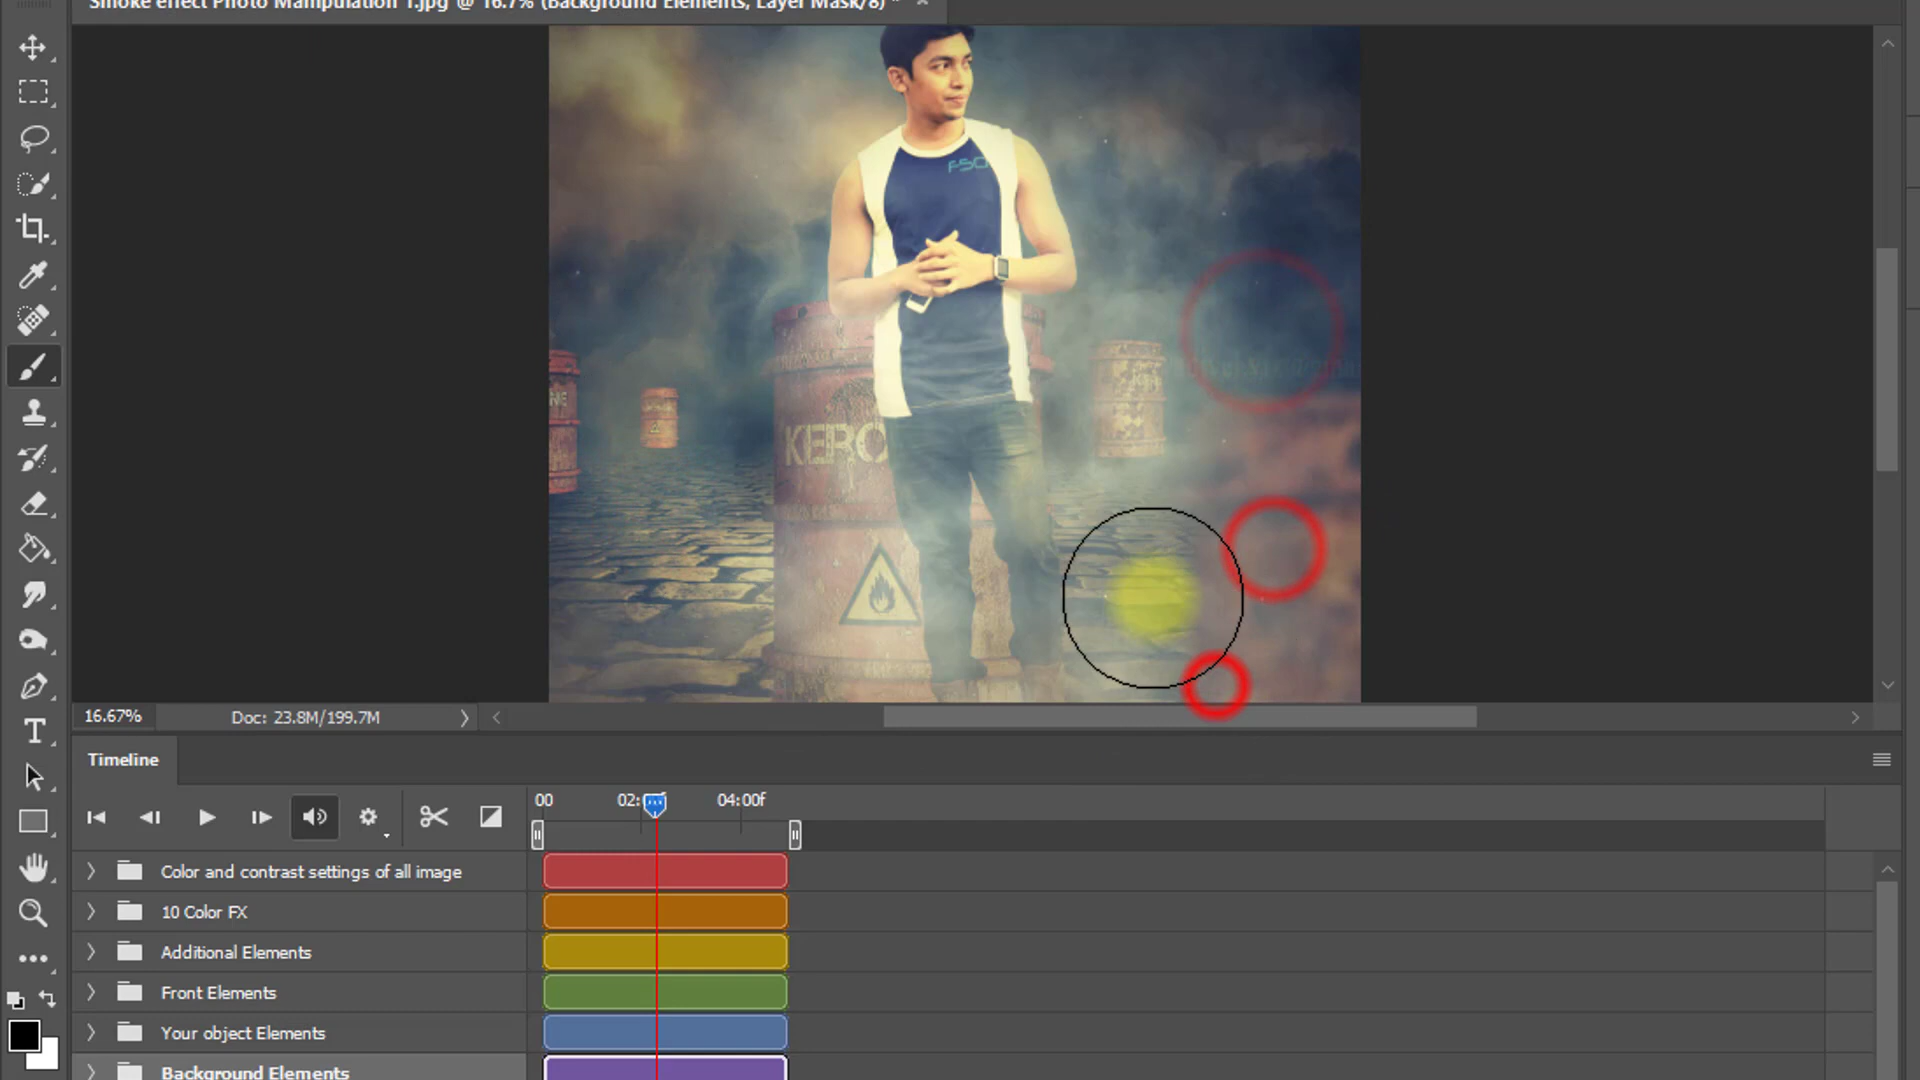 Smoke effect Photo Manipulation 1.jpg @ 16.7% (Background Elements, Layer Mask/8) *
FSO
KERO
16.67%
Doc: 23.8M/199.7M
Timeline
00
04:00f
Color and contrast settings of all image
10 Color FX
Additional Elements
Front Elements
Your object Elements
Background Elements